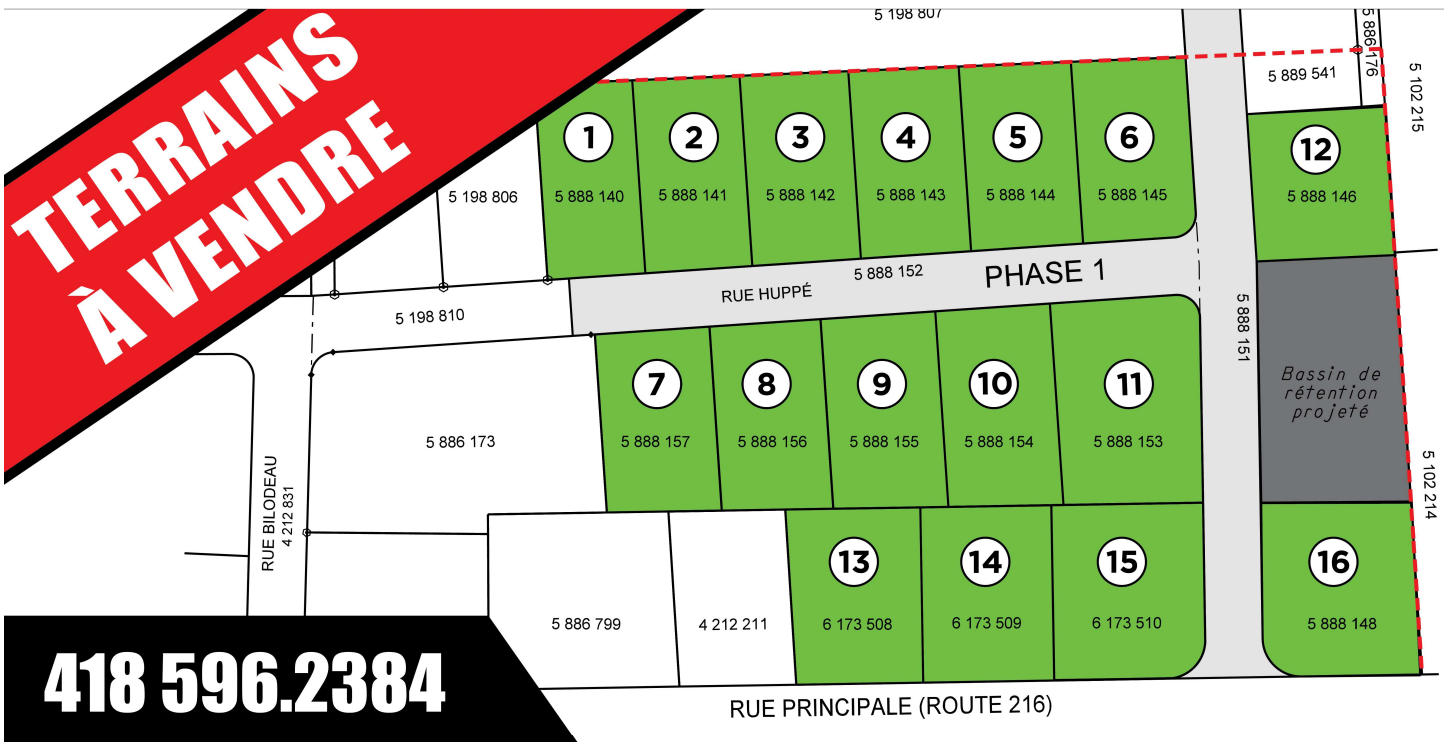 TERRAINS
À VENDRE
5 198 807
5 886 176
5 889 541
5 102 215
1
2
3
4
5
6
12
5 198 806
5 888 140
5 888 141
5 888 142
5 888 143
5 888 144
5 888 145
5 888 146
5 888 152
PHASE 1
RUE HUPPÉ
5 198 810
5 888 151
7
8
9
10
11
Bassin de
rétention
projeté
5 886 173
5 888 157
5 888 156
5 888 155
5 888 154
5 888 153
5 102 214
RUE BILODEAU
4 212 831
13
14
15
16
5 886 799
4 212 211
6 173 508
6 173 509
6 173 510
5 888 148
418 596.2384
RUE PRINCIPALE (ROUTE 216)